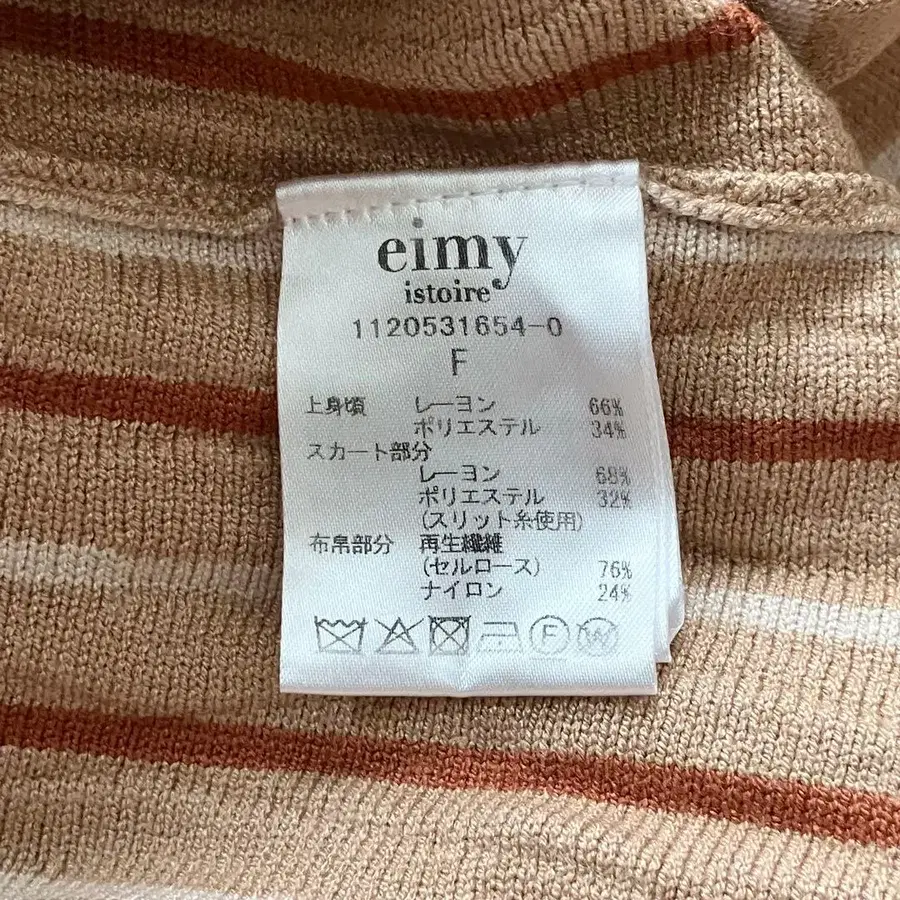 eimy
istoire
1120531654-0
F
上身頃 レーヨン 66%
ポリエステル 34%
スカート部分
レーヨン 68%
ポリエステル 32%
(スリット糸使用)
布帛部分 再生繊維
(セルロース) 76%
ナイロン 24%
F W